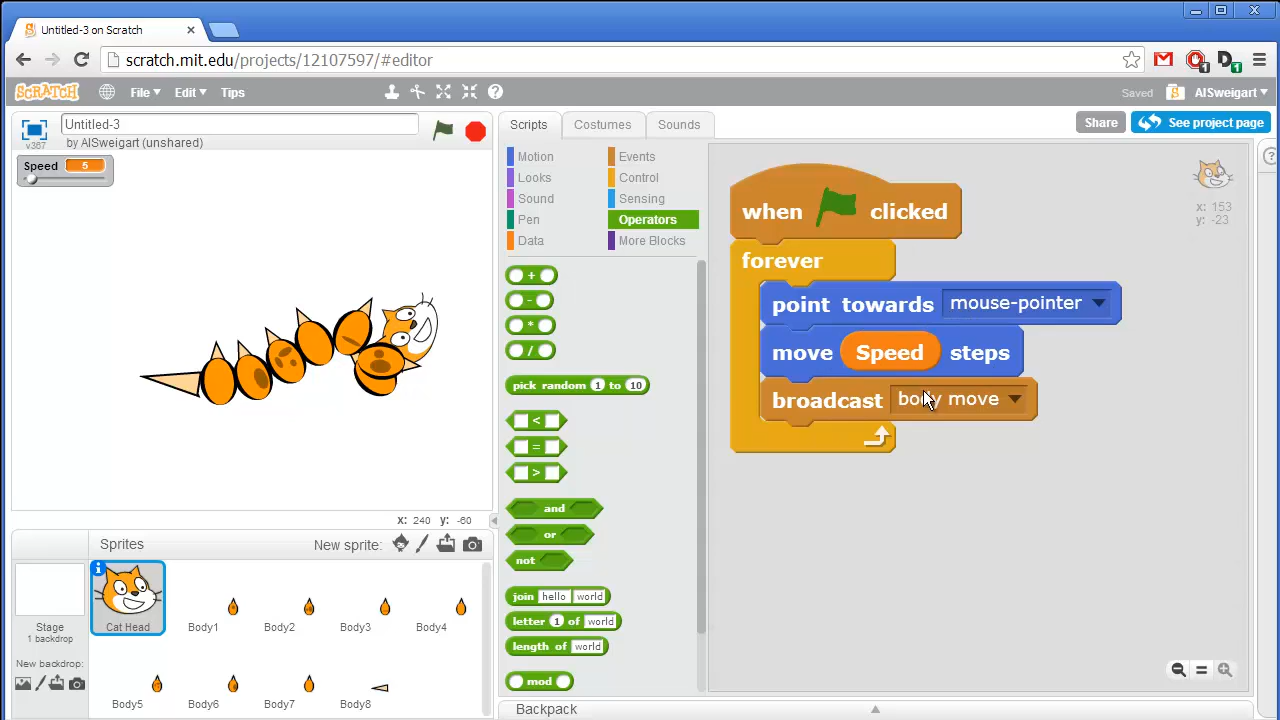 Untitled-3 on Scratch
scratch.mit.edu/projects/12107597/#editor
1
1
SCRATCH
File
Edit
Tips
Saved
AlSweigart
Untitled-3
by AlSweigart (unshared)
v387
Scripts
Costumes
Sounds
Share
See project page
Speed 5
Motion
Events
Looks
Control
Sound
Sensing
Pen
Operators
Data
More Blocks
+
-
*
/
pick random 1 to 10
<
=
>
and
or
not
join hello world
letter 1 of world
length of world
mod
when clicked
forever
point towards mouse-pointer
move Speed steps
broadcast body move
x: 153
y: -23
x: 240 y: -60
Sprites
New sprite:
Stage
1 backdrop
New backdrop:
Cat Head
Body1
Body2
Body3
Body4
Body5
Body6
Body7
Body8
Backpack